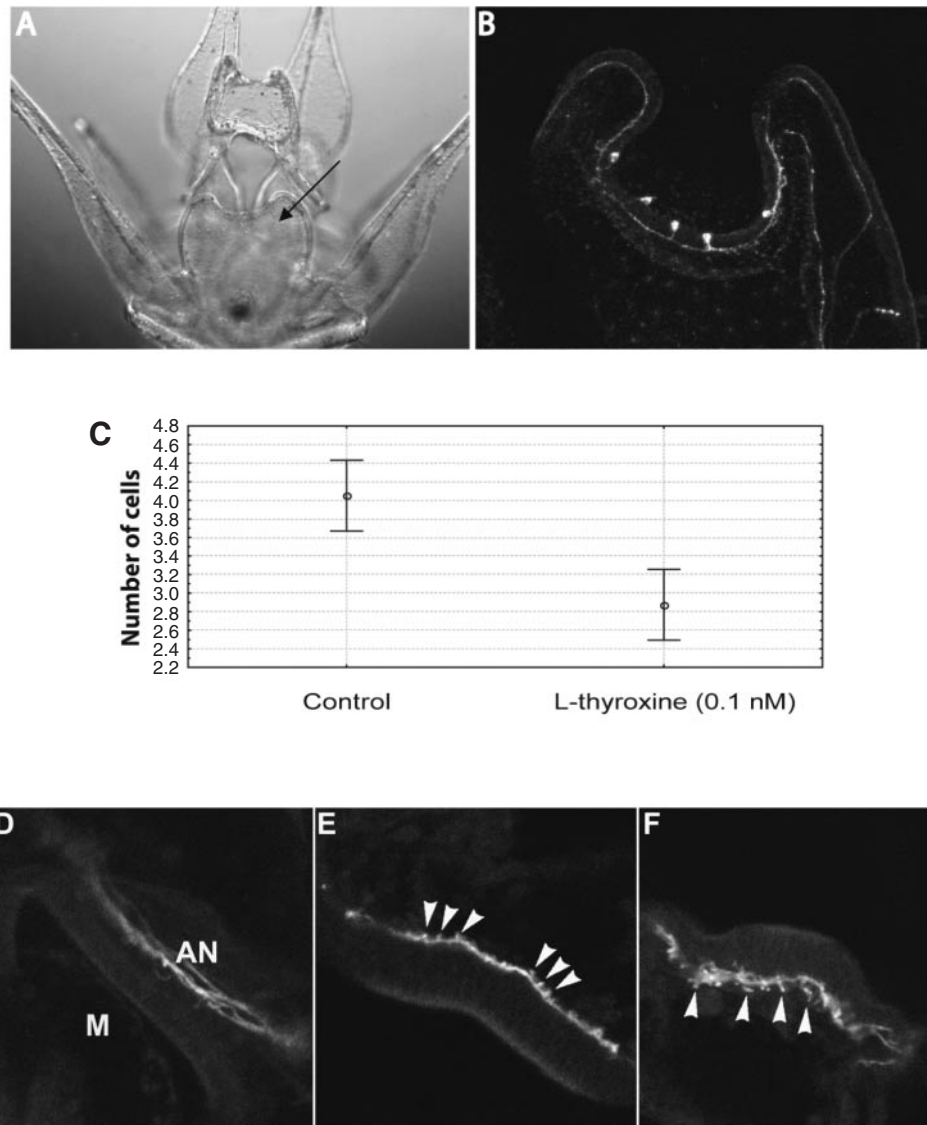 A
B
C
Number of cells
4.8
4.6
4.4
4.2
4.0
3.8
3.6
3.4
3.2
3.0
2.8
2.6
2.4
2.2
Control
L-thyroxine (0.1 nM)
D
AN
M
E
F